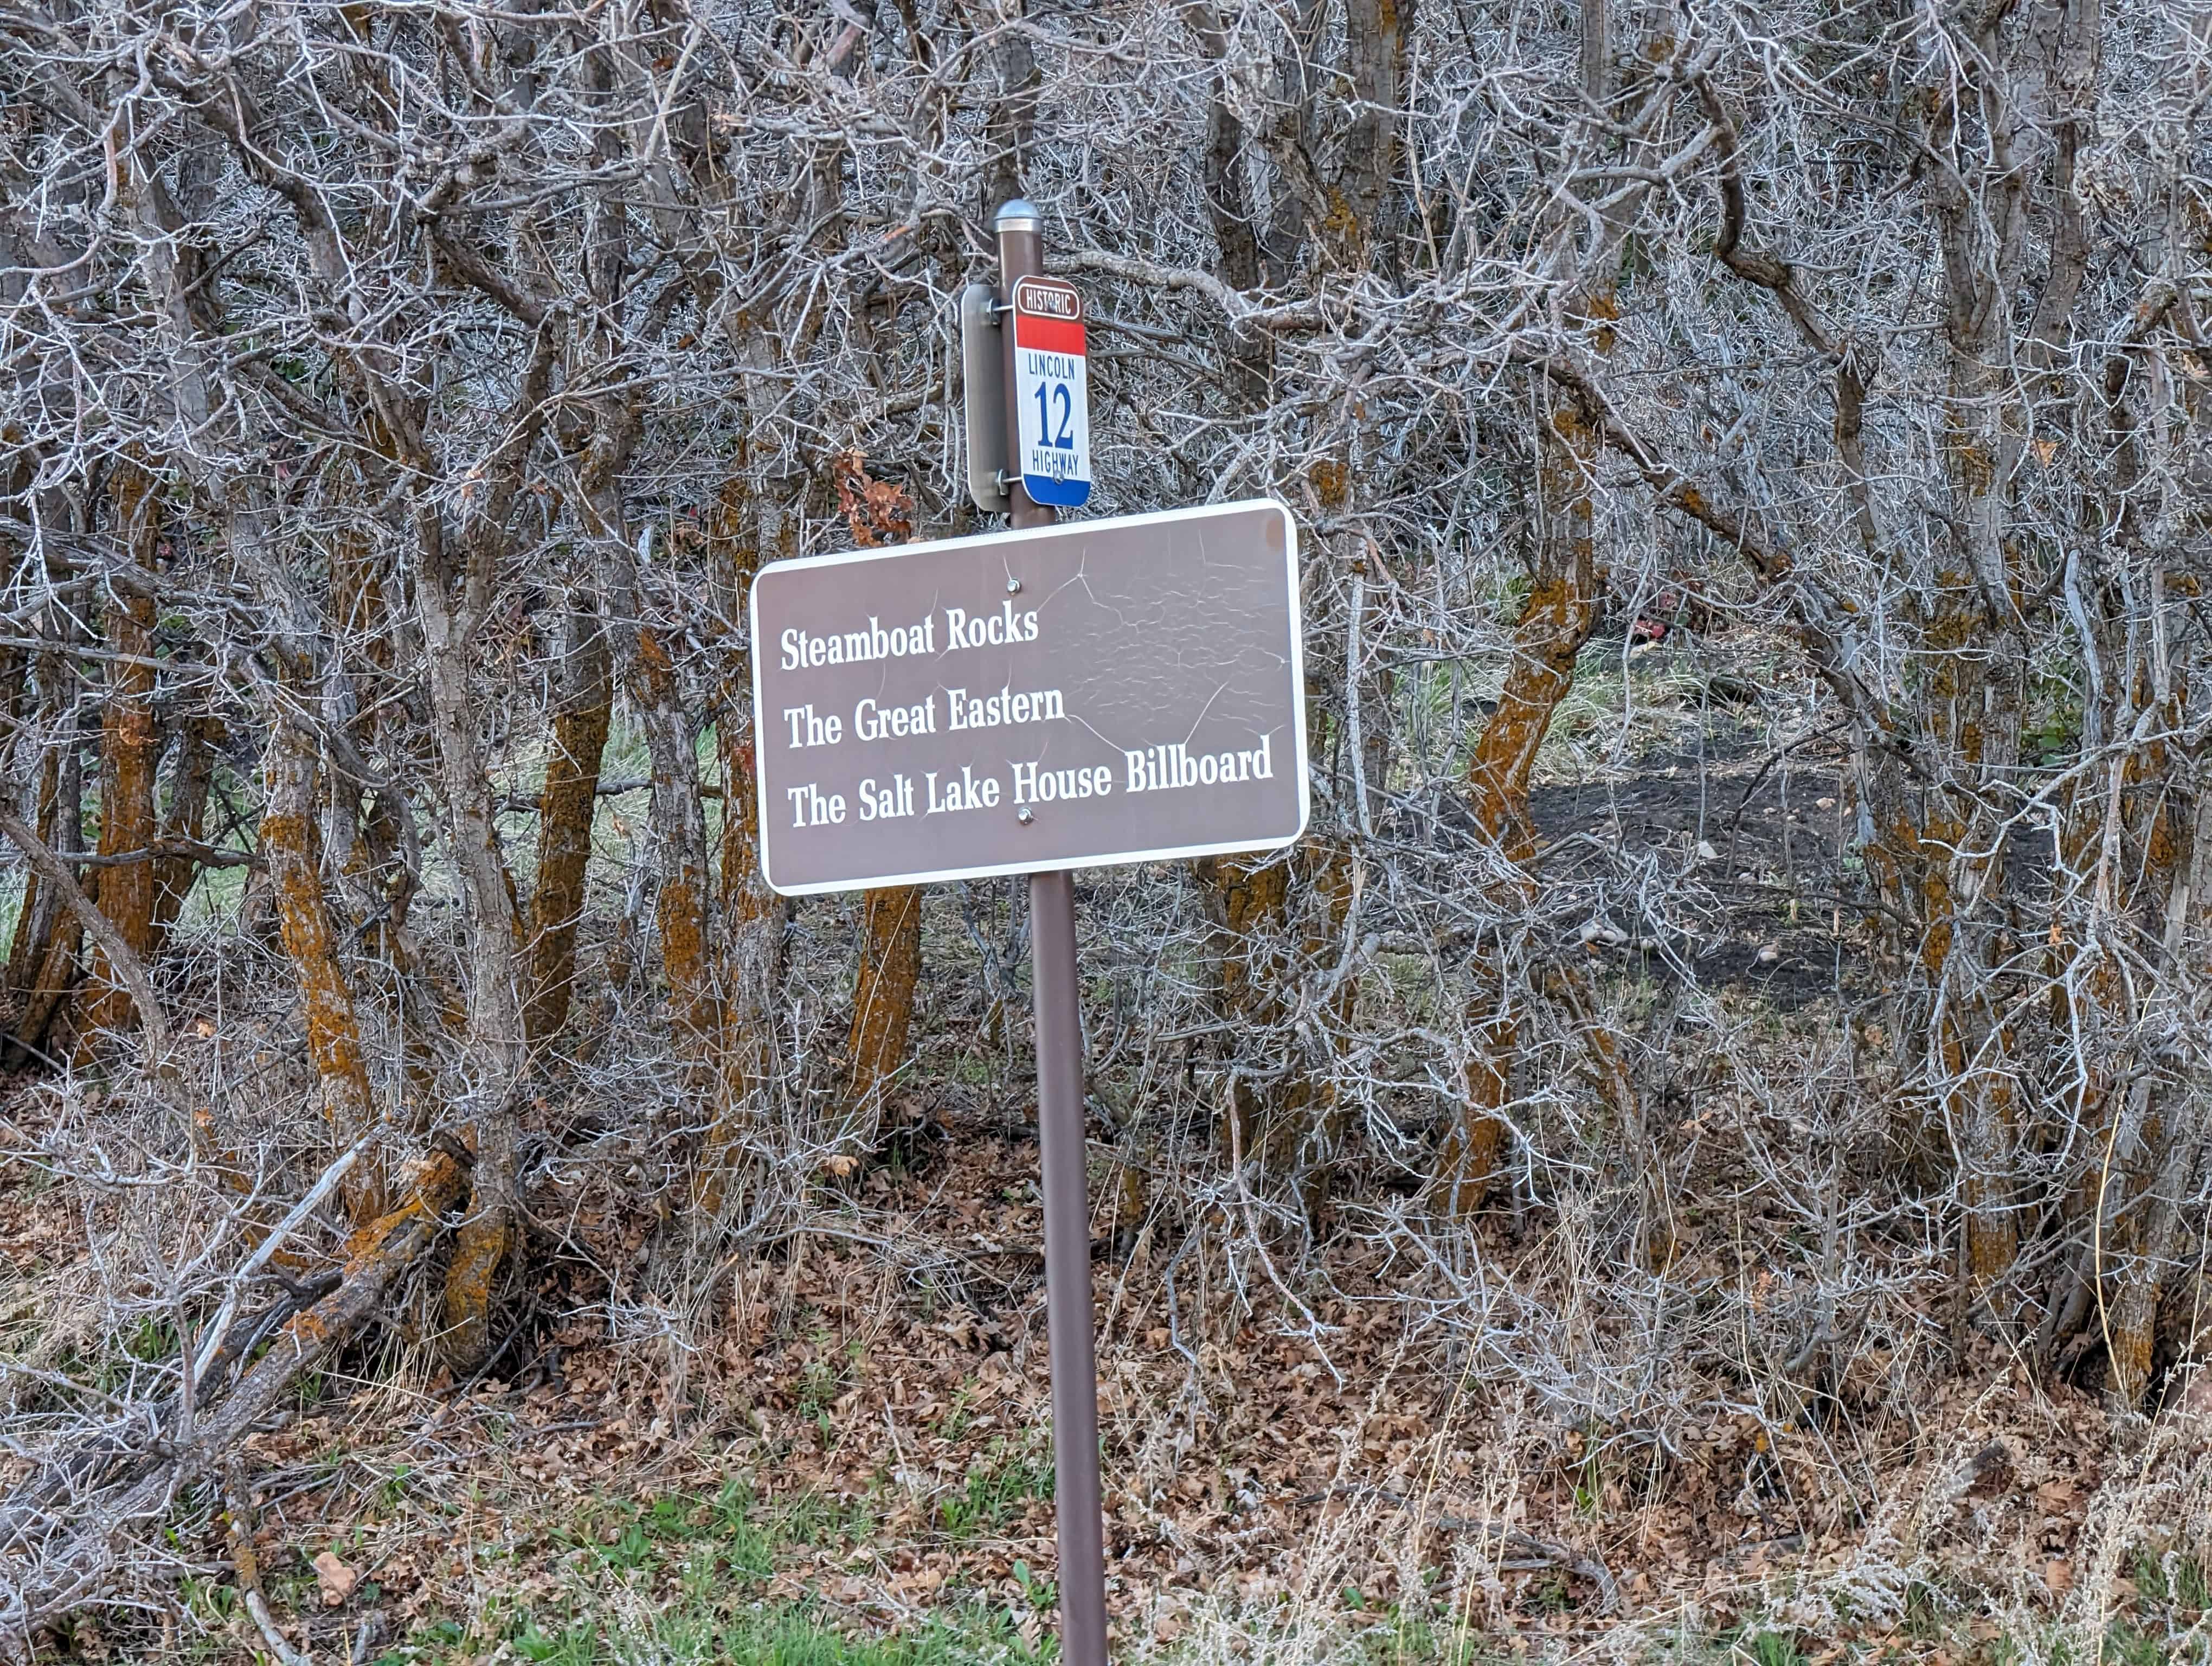 HISTORIC
LINCOLN
12
HIGHWAY
Steamboat Rocks
The Great Eastern
The Salt Lake House Billboard